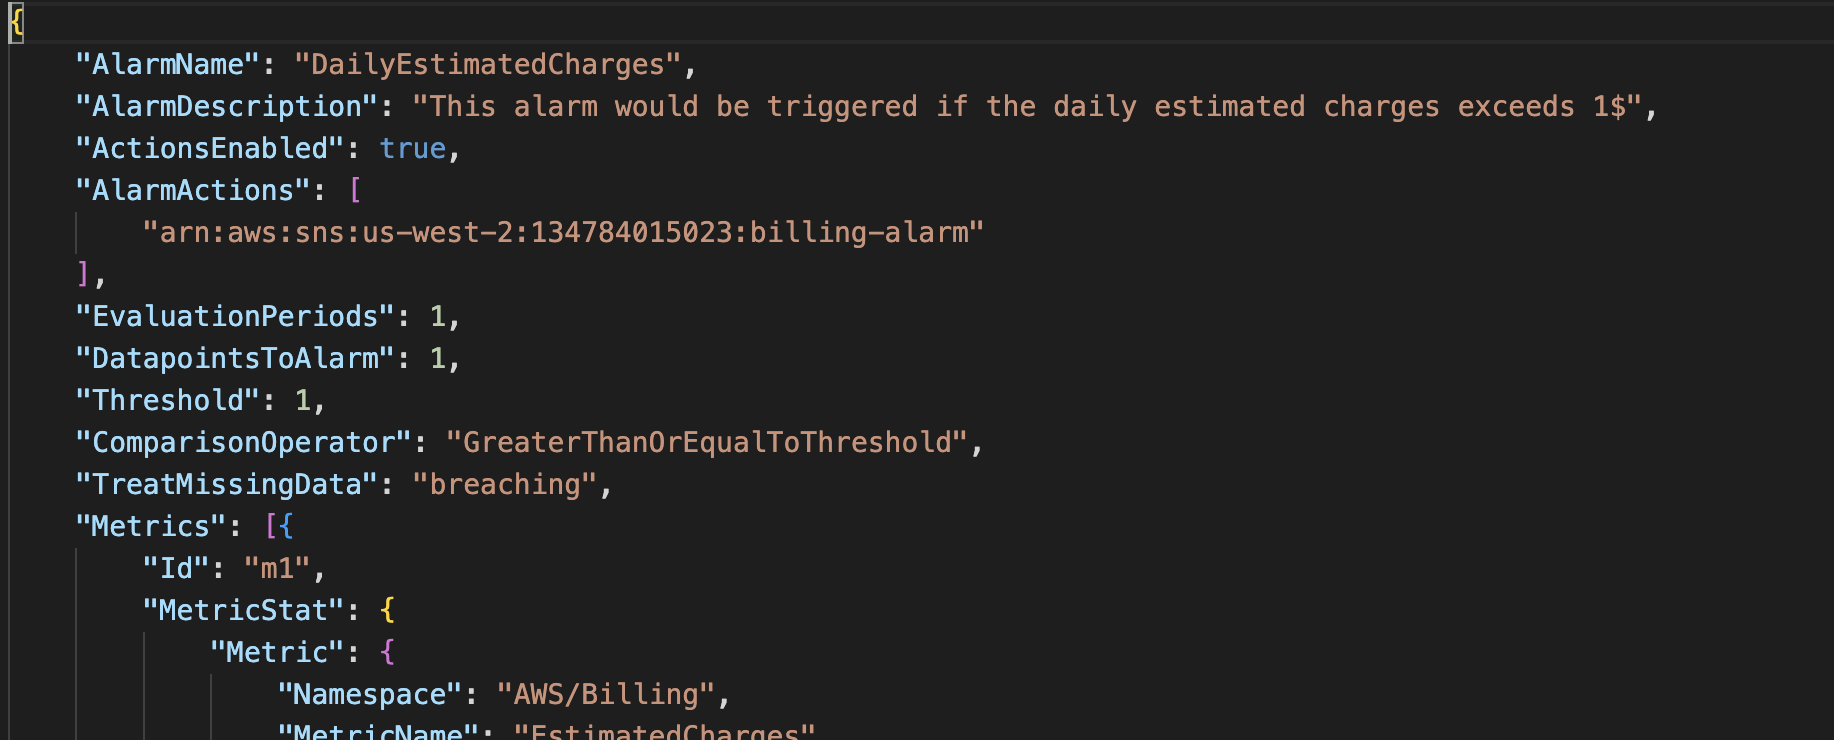 {
"AlarmName": "DailyEstimatedCharges",
"AlarmDescription": "This alarm would be triggered if the daily estimated charges exceeds 1$",
"ActionsEnabled": true,
"AlarmActions": [
"arn:aws:sns:us-west-2:134784015023:billing-alarm"
],
"EvaluationPeriods": 1,
"DatapointsToAlarm": 1,
"Threshold": 1,
"ComparisonOperator": "GreaterThanOrEqualToThreshold",
"TreatMissingData": "breaching",
"Metrics": [{
"Id": "m1",
"MetricStat": {
"Metric": {
"Namespace": "AWS/Billing",
"MetricName": "EstimatedCharges"